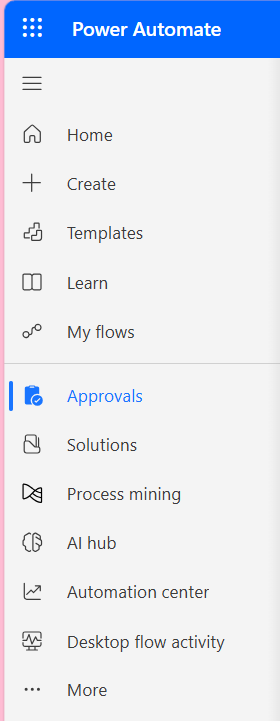 Power Automate
Home
Create
Templates
Learn
My flows
Approvals
Solutions
Process mining
AI hub
Automation center
Desktop flow activity
More